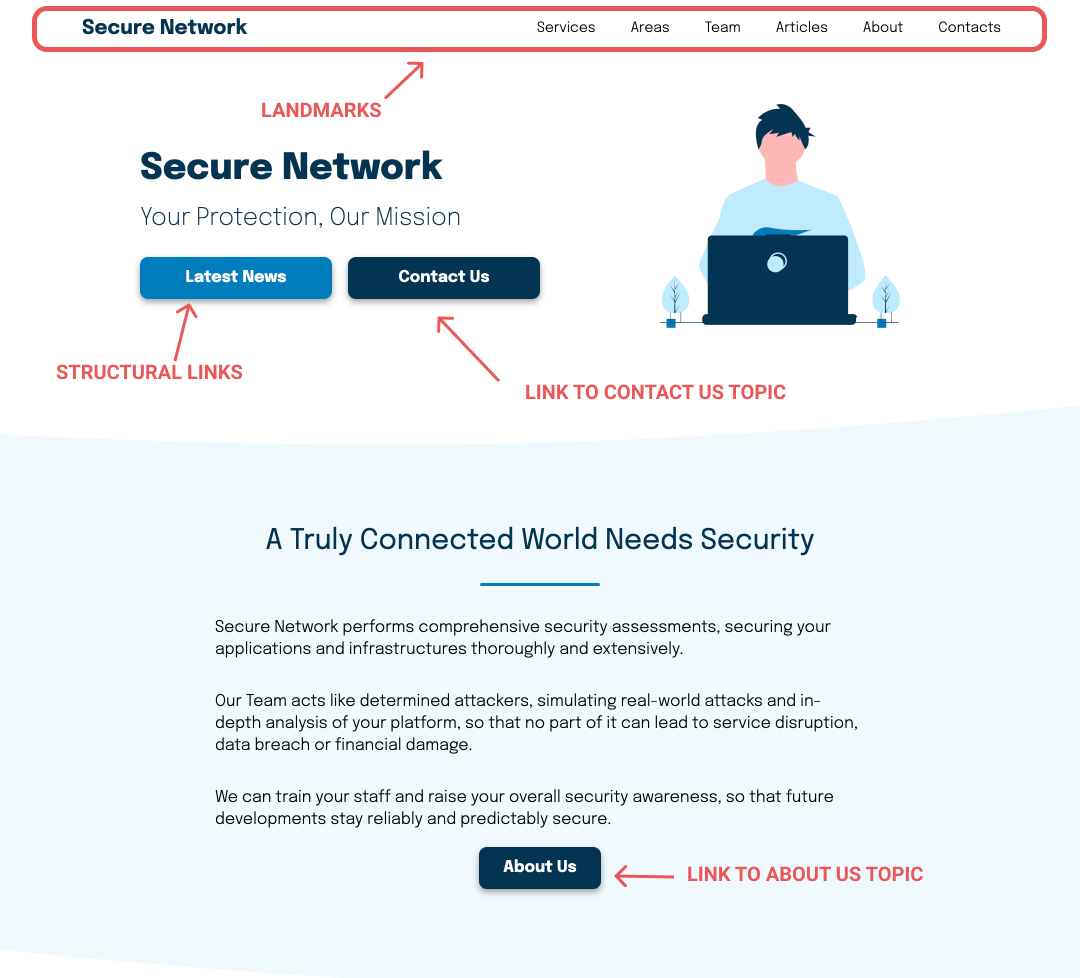 Secure Network
Services Areas Team Articles About Contacts
LANDMARKS
Secure Network
Your Protection, Our Mission
Latest News
Contact Us
STRUCTURAL LINKS
LINK TO CONTACT US TOPIC
A Truly Connected World Needs Security
Secure Network performs comprehensive security assessments, securing your
applications and infrastructures thoroughly and extensively.
Our Team acts like determined attackers, simulating real-world attacks and in-
depth analysis of your platform, so that no part of it can lead to service disruption,
data breach or financial damage.
We can train your staff and raise your overall security awareness, so that future
developments stay reliably and predictably secure.
About Us
LINK TO ABOUT US TOPIC